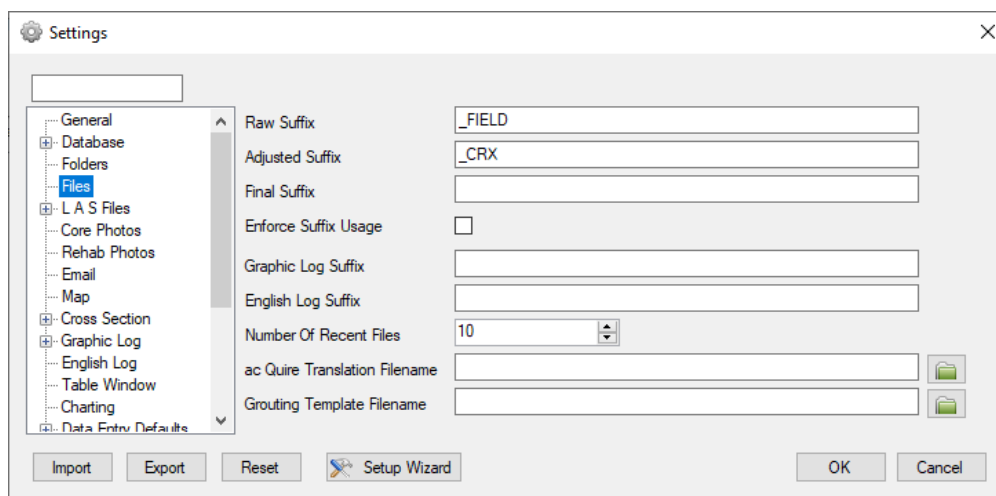 Settings
General
Database
Folders
Files
L A S Files
Core Photos
Rehab Photos
Email
Map
Cross Section
Graphic Log
English Log
Table Window
Charting
Data Entry Defaults
Raw Suffix _FIELD
Adjusted Suffix _CRX
Final Suffix
Enforce Suffix Usage
Graphic Log Suffix
English Log Suffix
Number Of Recent Files 10
ac Quire Translation Filename
Grouting Template Filename
Import Export Reset Setup Wizard OK Cancel